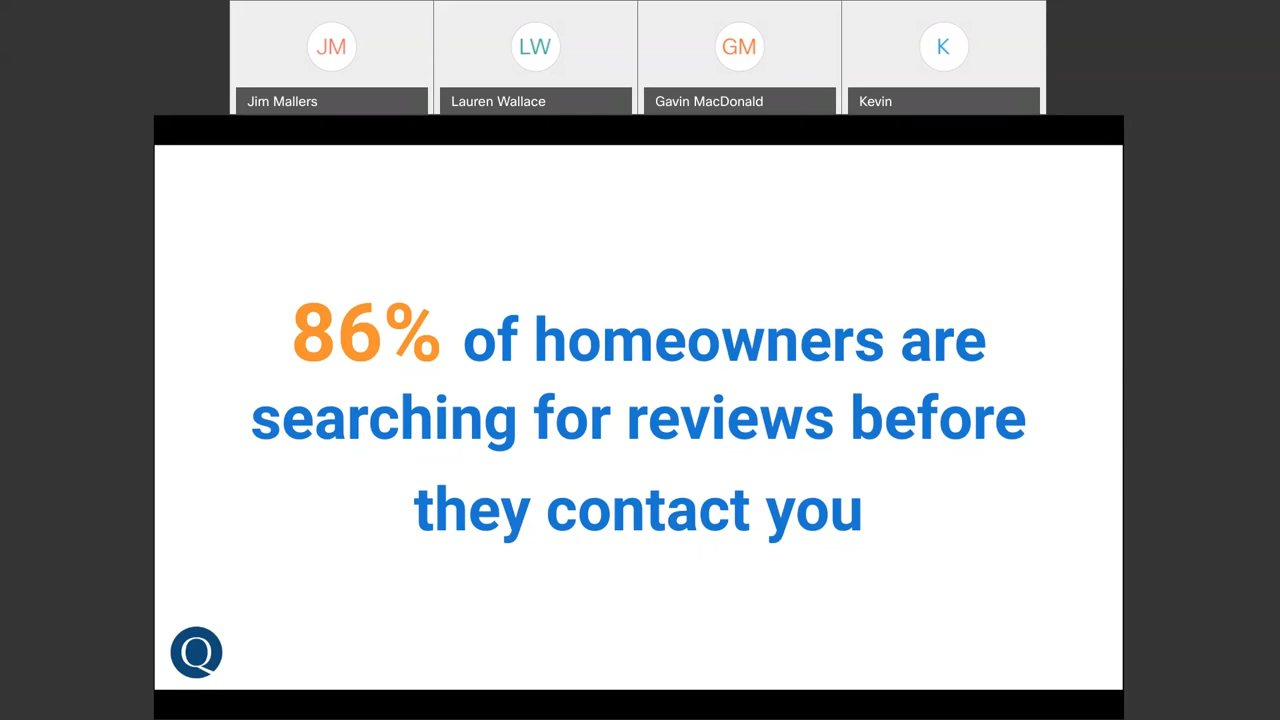 JM LW GM K
Jim Mallers Lauren Wallace Gavin MacDonald Kevin
86% of homeowners are
searching for reviews before
they contact you
Q